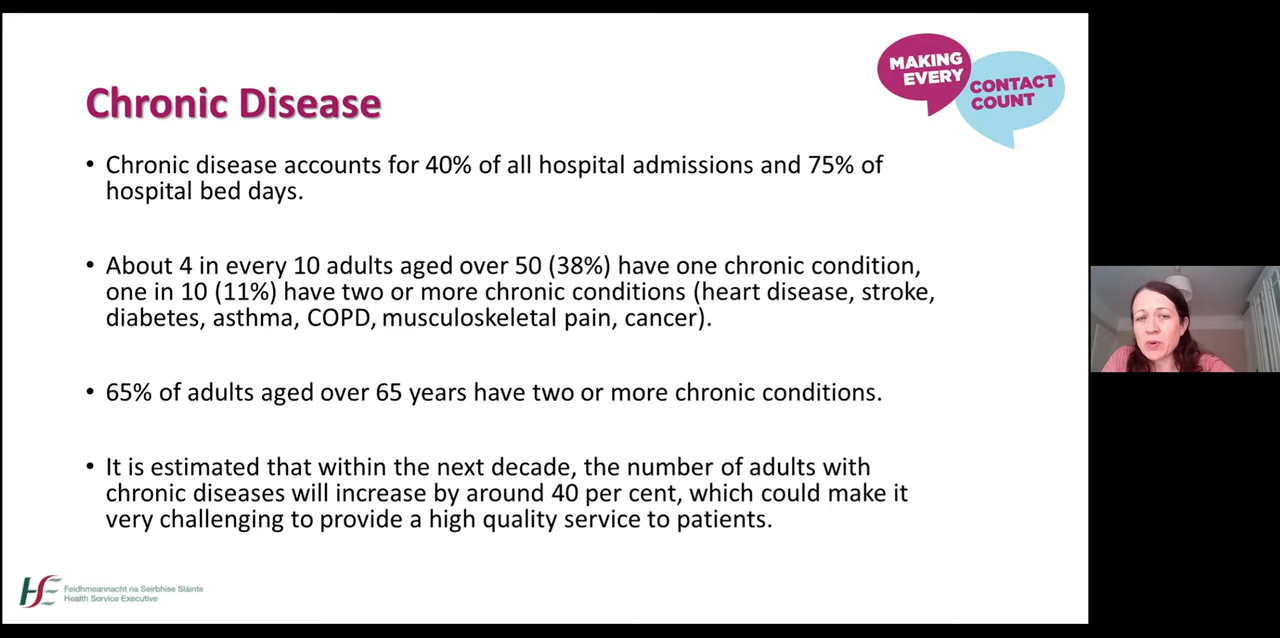 MAKING
EVERY
CONTACT
COUNT
Chronic Disease
• Chronic disease accounts for 40% of all hospital admissions and 75% of
hospital bed days.
• About 4 in every 10 adults aged over 50 (38%) have one chronic condition,
one in 10 (11%) have two or more chronic conditions (heart disease, stroke,
diabetes, asthma, COPD, musculoskeletal pain, cancer).
• 65% of adults aged over 65 years have two or more chronic conditions.
• It is estimated that within the next decade, the number of adults with
chronic diseases will increase by around 40 per cent, which could make it
very challenging to provide a high quality service to patients.
HSE
Feidhmeannacht na Seirbhíse Sláinte
Health Service Executive